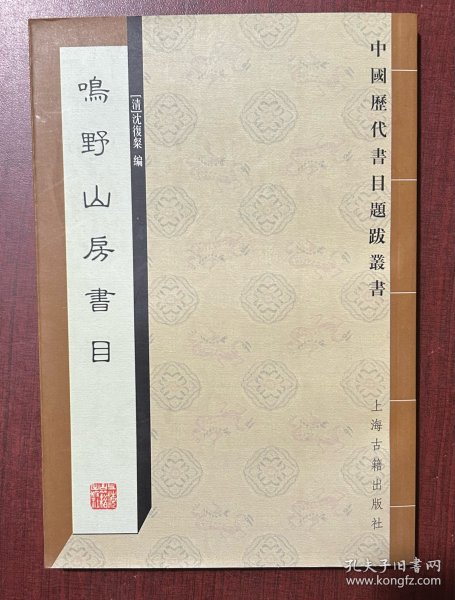 中國歷代書目題跋叢書
上海古籍出版社
[清]沈復粲 编
鳴野山房書目
孔夫子旧书网
www.kongfz.com